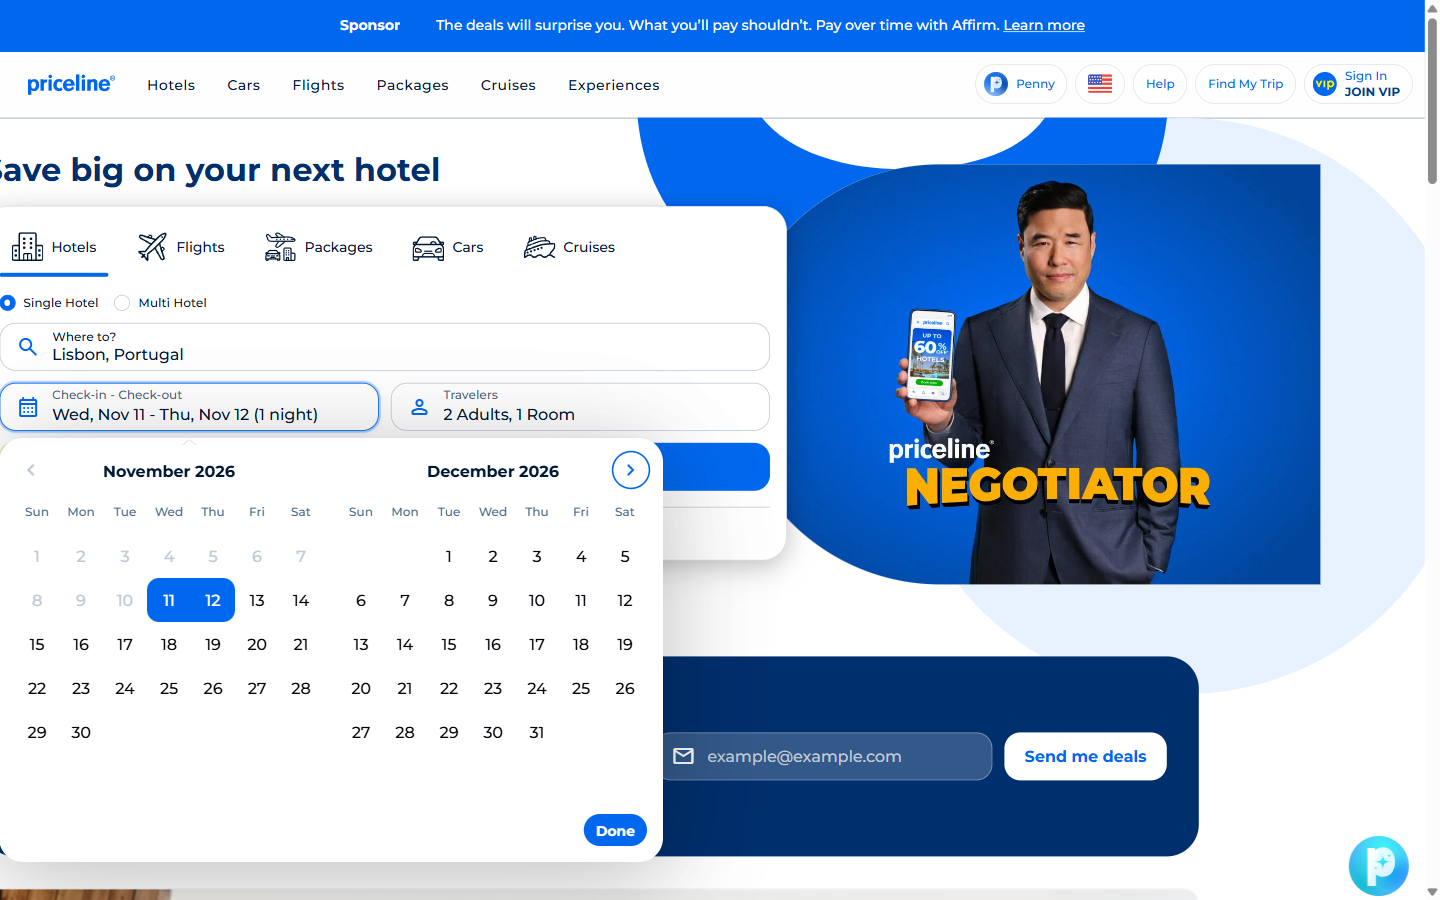 Sponsor The deals will surprise you. What you'll pay shouldn't. Pay over time with Affirm. Learn more
priceline Hotels Cars Flights Packages Cruises Experiences
Penny Help Find My Trip VIP Sign In
JOIN VIP
Save big on your next hotel
Hotels Flights Packages Cars Cruises
Single Hotel Multi Hotel
Where to?
Lisbon, Portugal
Check-in - Check-out
Wed, Nov 11 - Thu, Nov 12 (1 night)
Travelers
2 Adults, 1 Room
November 2026
Sun Mon Tue Wed Thu Fri Sat
1 2 3 4 5 6 7
8 9 10 11 12 13 14
15 16 17 18 19 20 21
22 23 24 25 26 27 28
29 30
December 2026
Sun Mon Tue Wed Thu Fri Sat
1 2 3 4 5
6 7 8 9 10 11 12
13 14 15 16 17 18 19
20 21 22 23 24 25 26
27 28 29 30 31
Done
priceline
UP TO
60% OFF
HOTELS
priceline
NEGOTIATOR
example@example.com
Send me deals